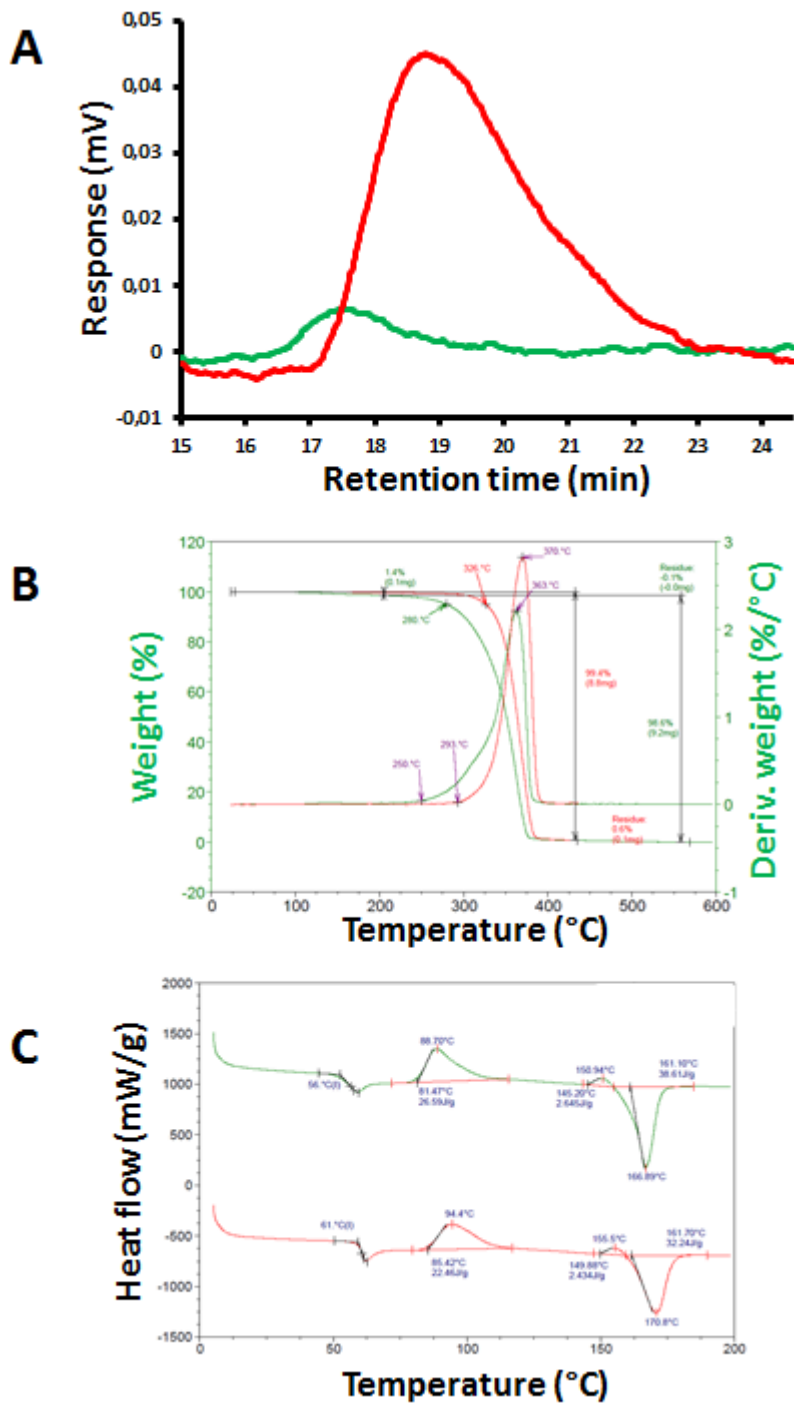 A
0,05
0,04
0,03
0,02
0,01
0
-0,01
Response (mV)
15 16 17 18 19 20 21 22 23 24
Retention time (min)
B
120
100
80
60
40
20
0
-20
Weight (%)
3
2
1
0
-1
Deriv. weight (%/°C)
1.4%
(0.1mg)
326.°C
370.°C
363.°C
280.°C
Residue:
-0.1%
(-0.0mg)
99.4%
98.6%
(9.2mg)
250.°C
293.°C
Residue:
0.6%
(0.1mg)
0 100 200 300 400 500 600
Temperature (°C)
C
2000
1500
1000
500
0
-500
-1000
-1500
Heat flow (mW/g)
88.70°C
56.°C(I)
81.47°C
26.59J/g
150.94°C
145.20°C
2.645J/g
161.10°C
38.61J/g
166.89°C
61.°C(I)
94.4°C
85.42°C
22.46J/g
155.5°C
149.88°C
2.434J/g
161.70°C
32.24J/g
170.8°C
0 50 100 150 200
Temperature (°C)